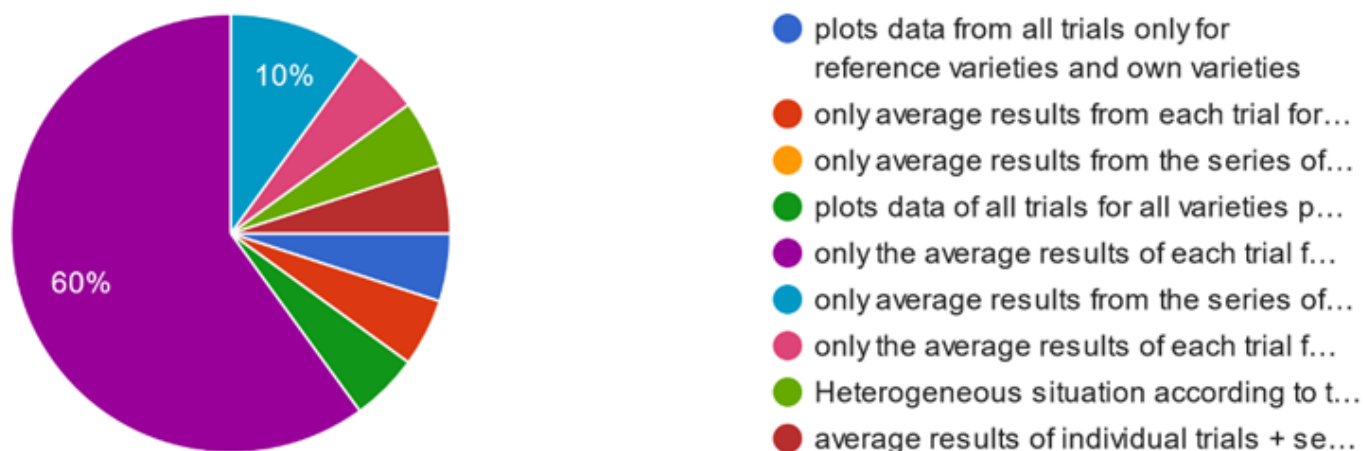 10%
60%
plots data from all trials only for
reference varieties and own varieties
only average results from each trial for...
only average results from the series of...
plots data of all trials for all varieties p...
only the average results of each trial f...
only average results from the series of...
only the average results of each trial f...
Heterogeneous situation according to t...
average results of individual trials + se...